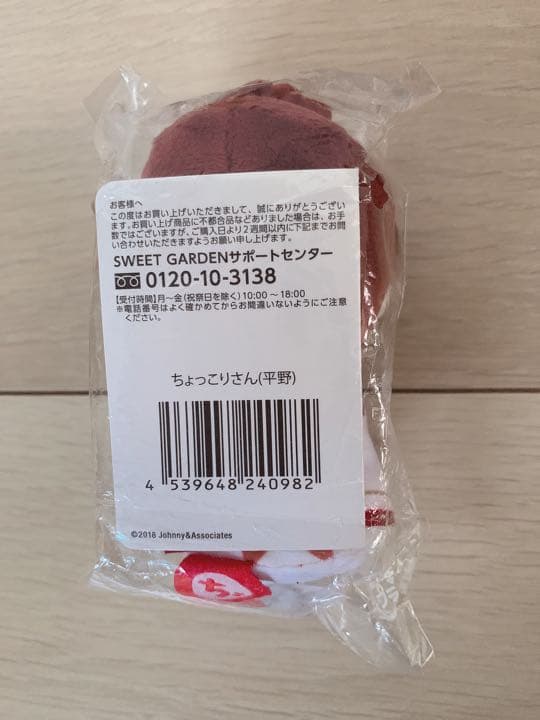 お客様へ
この度はお買い上げいただきまして、誠にありがとうござい
ます。お買い上げ商品に不都合品などありました場合は、お手
数ではございますが、ご購入日より2週間以内に下記までお問
い合わせいただきますようお願い申し上げます。
SWEET GARDENサポートセンター
0120-10-3138
【受付時間】月〜金(祝祭日を除く)10:00〜18:00
※電話番号はよく確かめてからお間違いないようにご注意
ください。
ちょっこりさん(平野)
4 539648 240982
©2018 Johnny&Associates